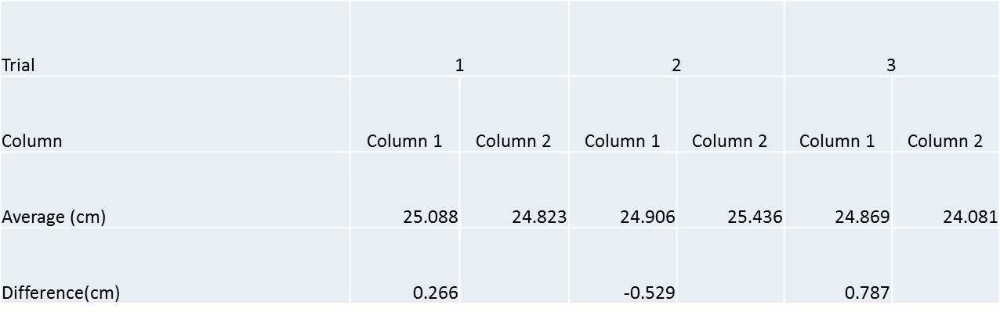 Trial 1 2 3
Column Column 1 Column 2 Column 1 Column 2 Column 1 Column 2
Average (cm) 25.088 24.823 24.906 25.436 24.869 24.081
Difference(cm) 0.266 -0.529 0.787